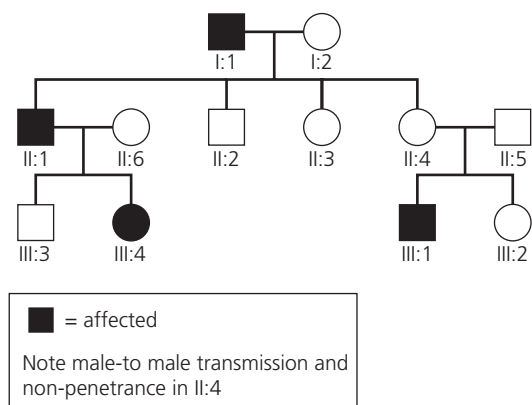 I:1 I:2
II:1 II:6 II:2 II:3 II:4 II:5
III:3 III:4 III:1 III:2
= affected
Note male-to male transmission and
non-penetrance in II:4